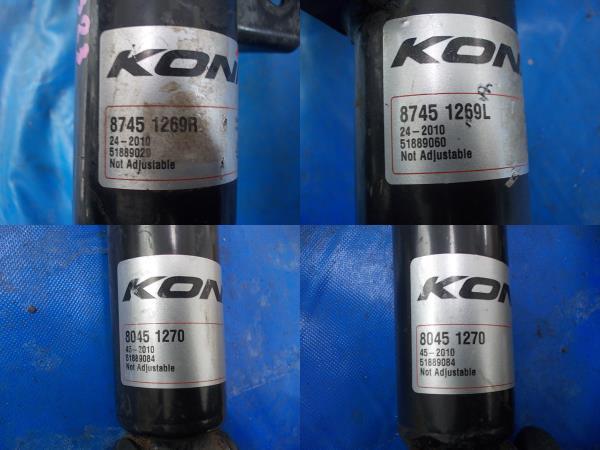 KONI
8745 1269R
24-2010
51889029
Not Adjustable
KON
8745 1269L
24-2010
51889060
Not Adjustable
KON
8045 1270
45-2010
51889084
Not Adjustable
KON
8045 1270
45-2010
51889084
Not Adjustable